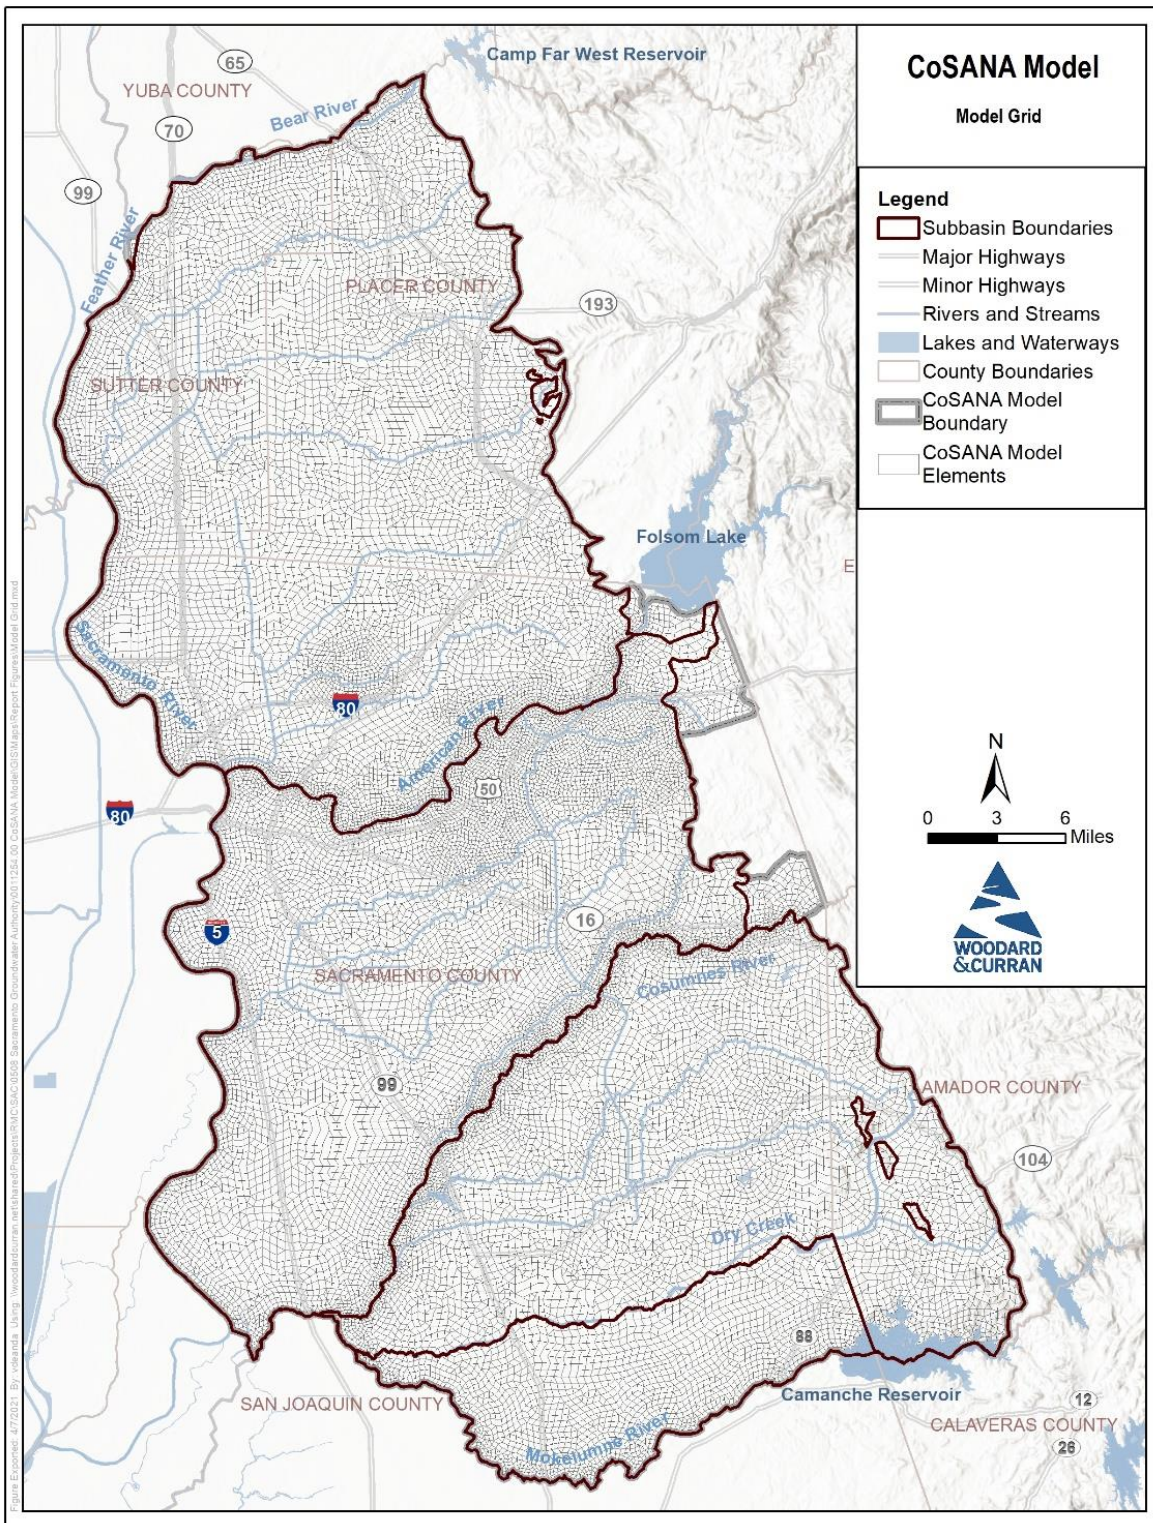 CoSANA Model
Model Grid
Legend
Subbasin Boundaries
Major Highways
Minor Highways
Rivers and Streams
Lakes and Waterways
County Boundaries
CoSANA Model
Boundary
CoSANA Model
Elements
Camp Far West Reservoir
65
YUBA COUNTY
Bear River
70
99
Feather River
PLACER COUNTY
193
SUTTER COUNTY
Folsom Lake
E
Sacramento River
80
American River
50
80
N
0 3 6
Miles
WOODARD
&CURRAN
5
16
SACRAMENTO COUNTY
Cosumnes River
99
AMADOR COUNTY
104
Dry Creek
88
Camanche Reservoir
SAN JOAQUIN COUNTY
12
CALAVERAS COUNTY
26
Mokelumne River